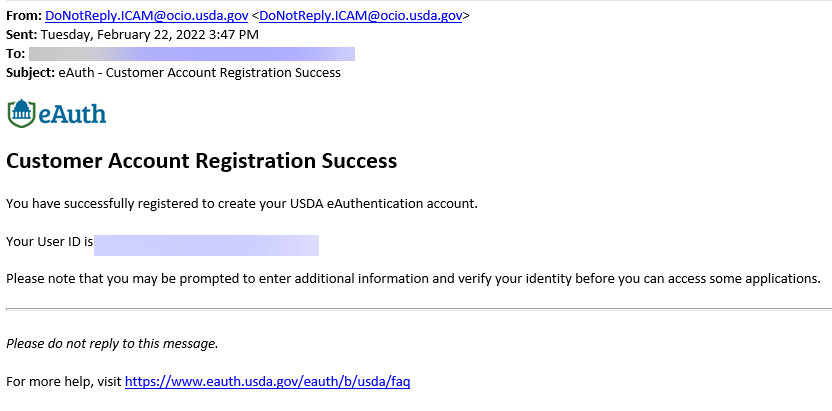 From: DoNotReply.ICAM@ocio.usda.gov <DoNotReply.ICAM@ocio.usda.gov>
Sent: Tuesday, February 22, 2022 3:47 PM
To:
Subject: eAuth - Customer Account Registration Success
eAuth
Customer Account Registration Success
You have successfully registered to create your USDA eAuthentication account.
Your User ID is
Please note that you may be prompted to enter additional information and verify your identity before you can access some applications.
Please do not reply to this message.
For more help, visit https://www.eauth.usda.gov/eauth/b/usda/faq